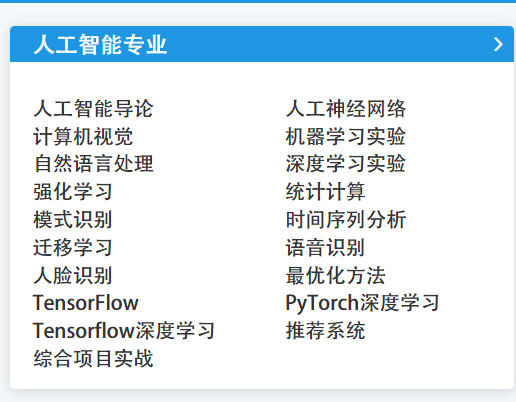 人工智能专业
人工智能导论
人工神经网络
计算机视觉
机器学习实验
自然语言处理
深度学习实验
强化学习
统计计算
模式识别
时间序列分析
迁移学习
语音识别
人脸识别
最优化方法
TensorFlow
PyTorch深度学习
Tensorflow深度学习
推荐系统
综合项目实战